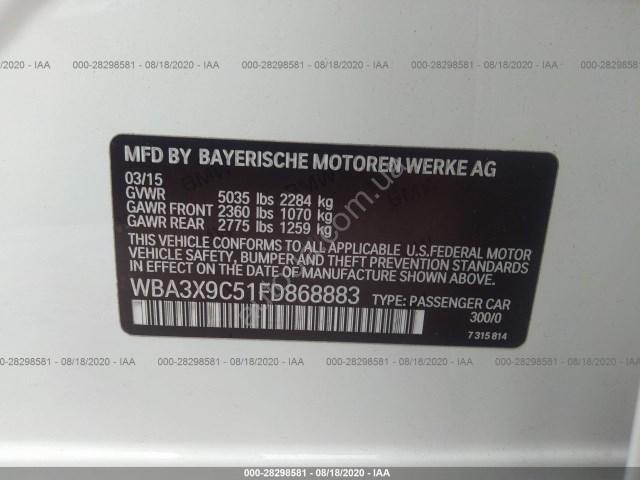 000-28298581 - 08/18/2020 - IAA
MFD BY BAYERISCHE MOTOREN WERKE AG
03/15
GVWR 5035 lbs 2284 kg
GAWR FRONT 2360 lbs 1070 kg
GAWR REAR 2775 lbs 1259 kg
THIS VEHICLE CONFORMS TO ALL APPLICABLE U.S.FEDERAL MOTOR
VEHICLE SAFETY, BUMPER AND THEFT PREVENTION STANDARDS
IN EFFECT ON THE DATE OF MANUFACTURE SHOWN ABOVE.
WBA3X9C51FD868883 TYPE: PASSENGER CAR
300/0
7 315 814
000-28298581 - 08/18/2020 - IAA